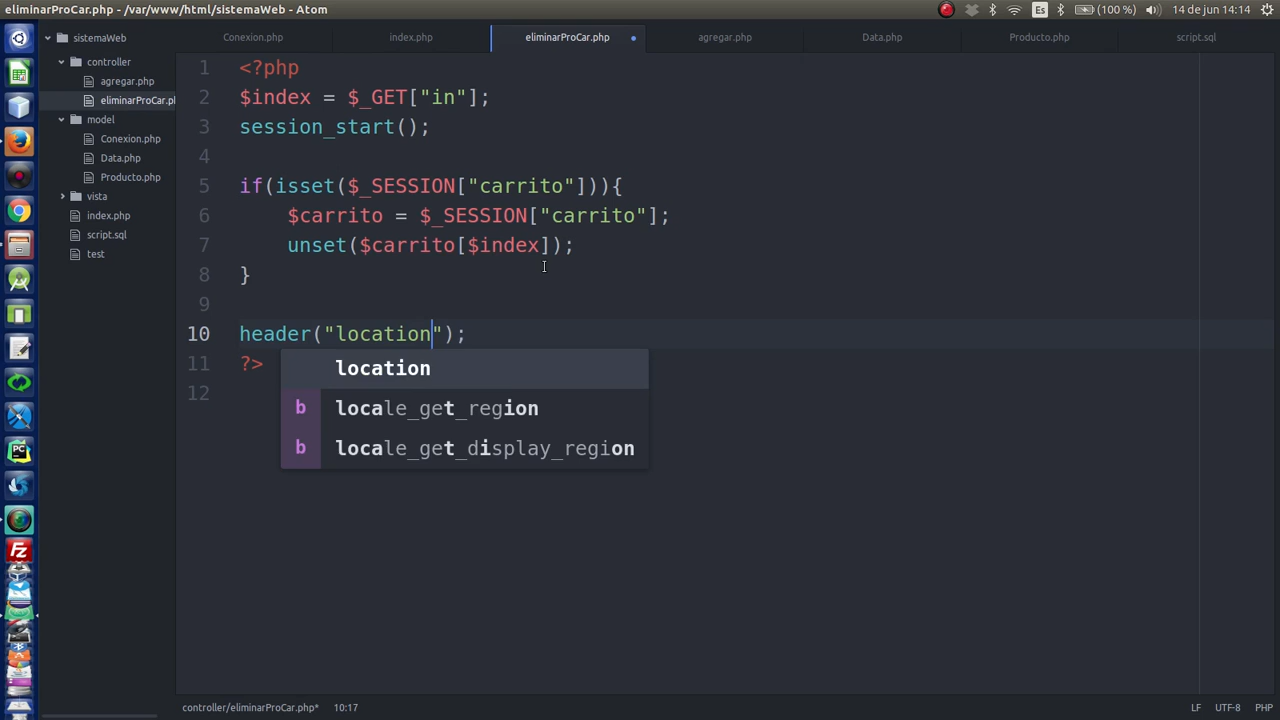 eliminarProCar.php - /var/www/html/sistemaWeb - Atom
Es (100 %) 14 de jun 14:14
sistemaWeb
controller
agregar.php
eliminarProCar.pl
model
Conexion.php
Data.php
Producto.php
vista
index.php
script.sql
test
Conexion.php index.php eliminarProCar.php agregar.php Data.php Producto.php script.sql
1 <?php
2 $index = $_GET["in"];
3 session_start();
4
5 if(isset($_SESSION["carrito"])){
6 $carrito = $_SESSION["carrito"];
7 unset($carrito[$index]);
8 }
9
10 header("location");
11 ?>
12
location
b locale_get_region
b locale_get_display_region
PC
Fz
controller/eliminarProCar.php* 10:17
LF UTF-8 PHP